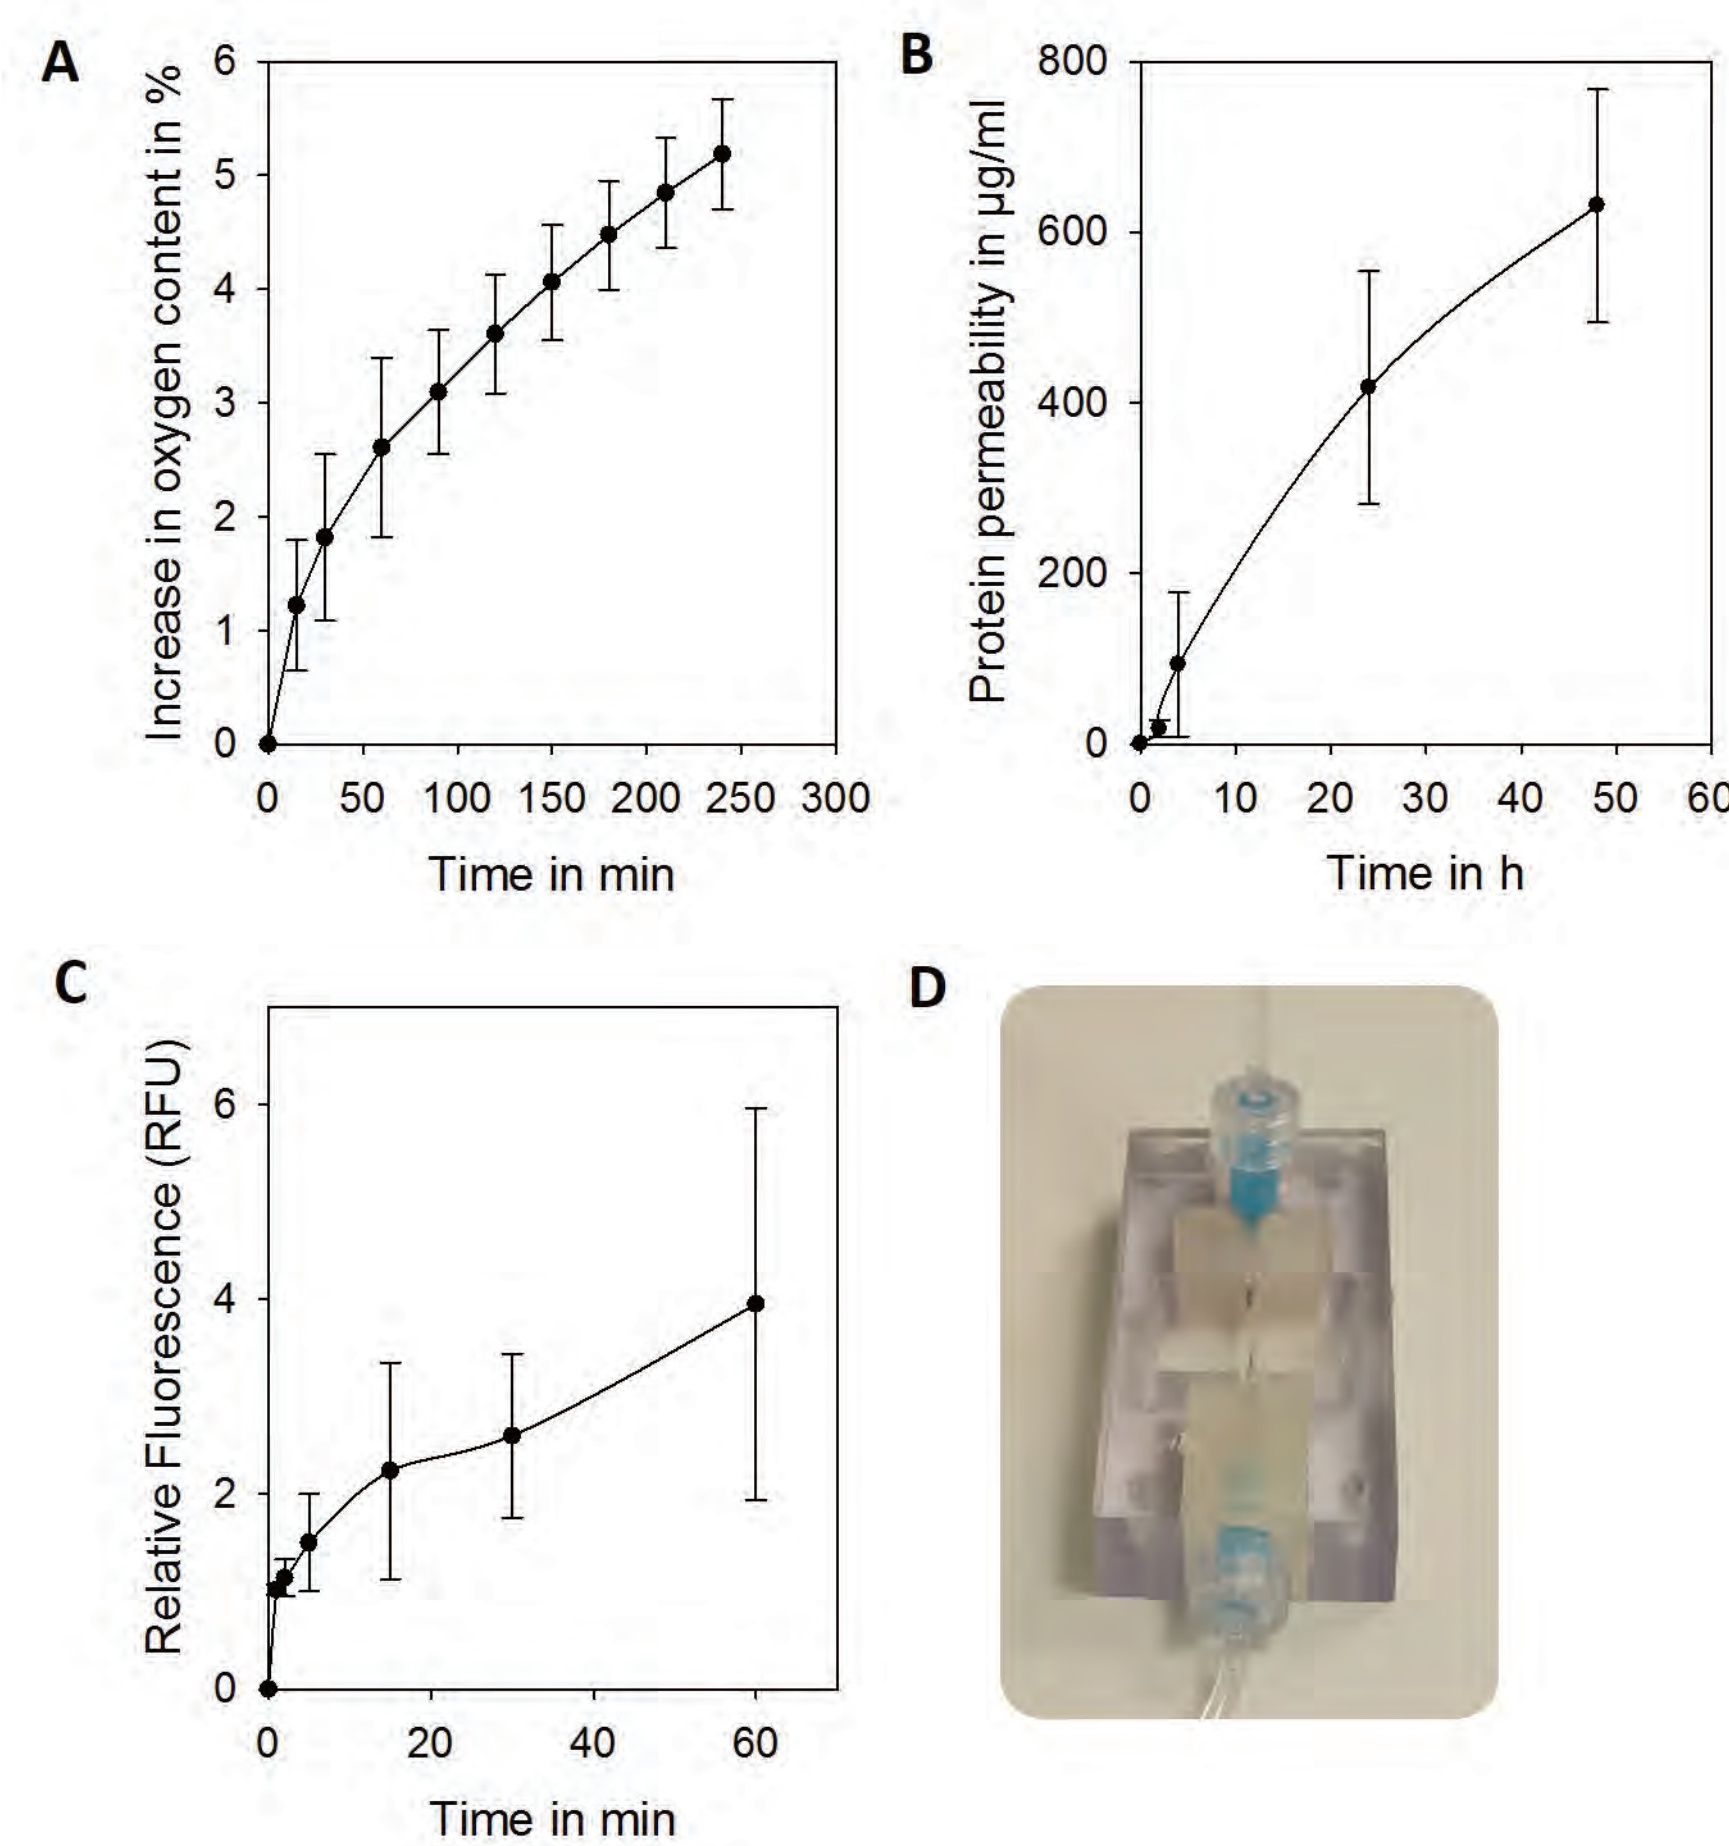 A
Increase in oxygen content in %
6
5
4
3
2
1
0
0 50 100 150 200 250 300
Time in min
B
Protein permeability in µg/ml
800
600
400
200
0
0 10 20 30 40 50 60
Time in h
C
Relative Fluorescence (RFU)
6
4
2
0
0 20 40 60
Time in min
D